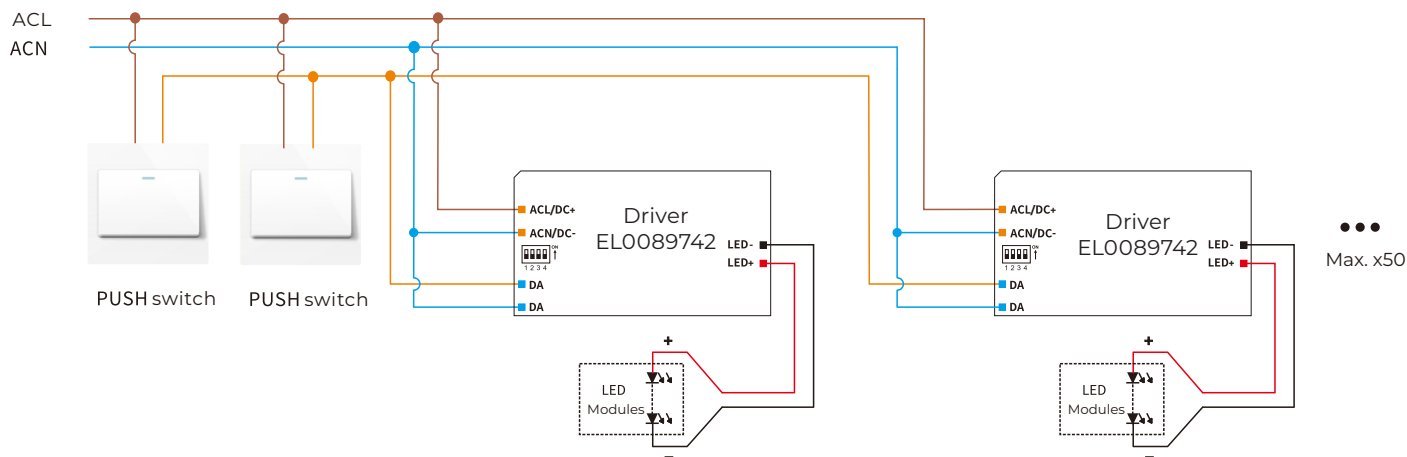 ACL
ACN
PUSH switch
PUSH switch
ACL/DC+
ACN/DC-
ON
1 2 3 4
DA
DA
Driver
EL0089742
LED-
LED+
+
LED
Modules
-
ACL/DC+
ACN/DC-
ON
1 2 3 4
DA
DA
Driver
EL0089742
LED-
LED+
+
LED
Modules
-
•••
Max. x50